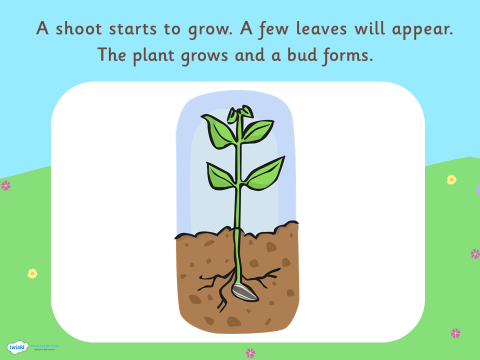 A shoot starts to grow. A few leaves will appear.
The plant grows and a bud forms.
twinkl